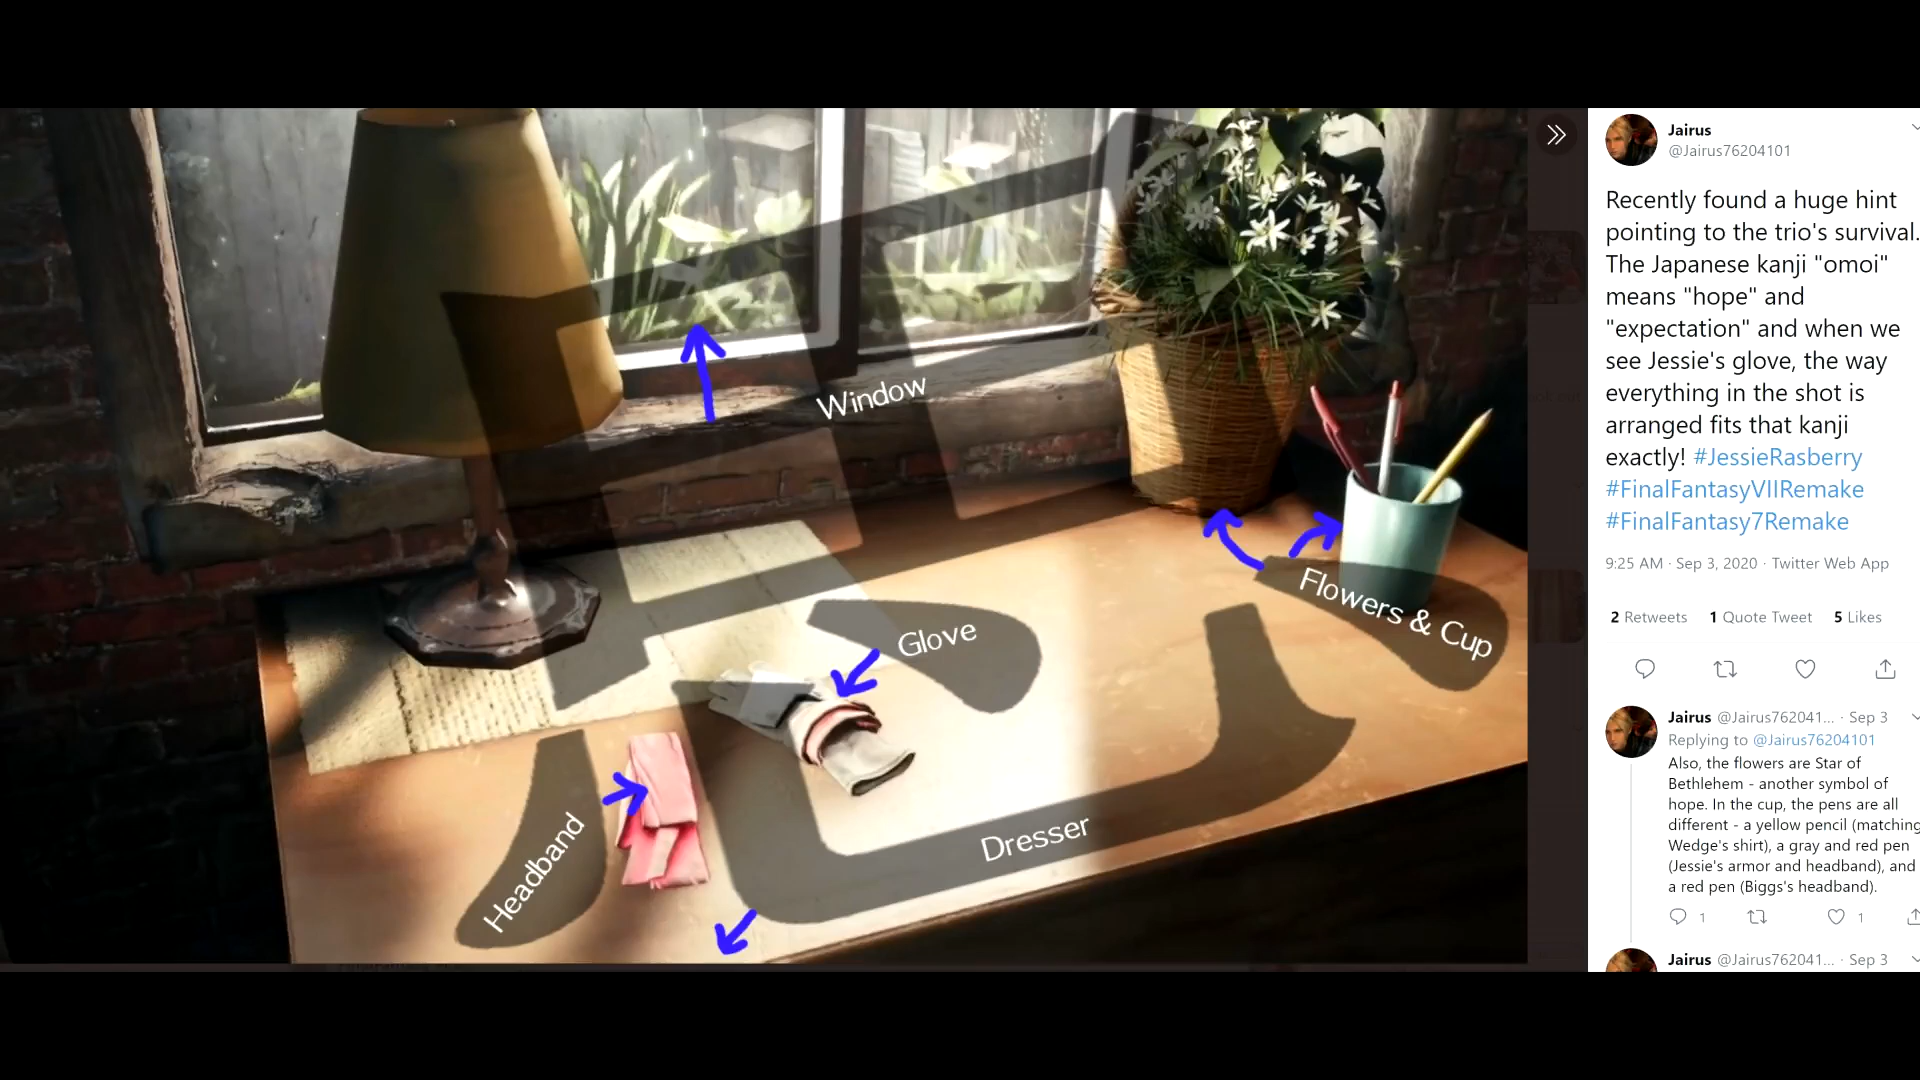 Window
Glove
Flowers & Cup
Headband
Dresser
Jairus
@Jairus76204101
Recently found a huge hint
pointing to the trio's survival.
The Japanese kanji "omoi"
means "hope" and
"expectation" and when we
see Jessie's glove, the way
everything in the shot is
arranged fits that kanji
exactly! #JessieRasberry
#FinalFantasyVIIRemake
#FinalFantasy7Remake
9:25 AM · Sep 3, 2020 · Twitter Web App
2 Retweets 1 Quote Tweet 5 Likes
Jairus @Jairus762041... · Sep 3
Replying to @Jairus76204101
Also, the flowers are Star of
Bethlehem - another symbol of
hope. In the cup, the pens are all
different - a yellow pencil (matching
Wedge's shirt), a gray and red pen
(Jessie's armor and headband), and
a red pen (Biggs's headband).
1 1
Jairus @Jairus762041... · Sep 3